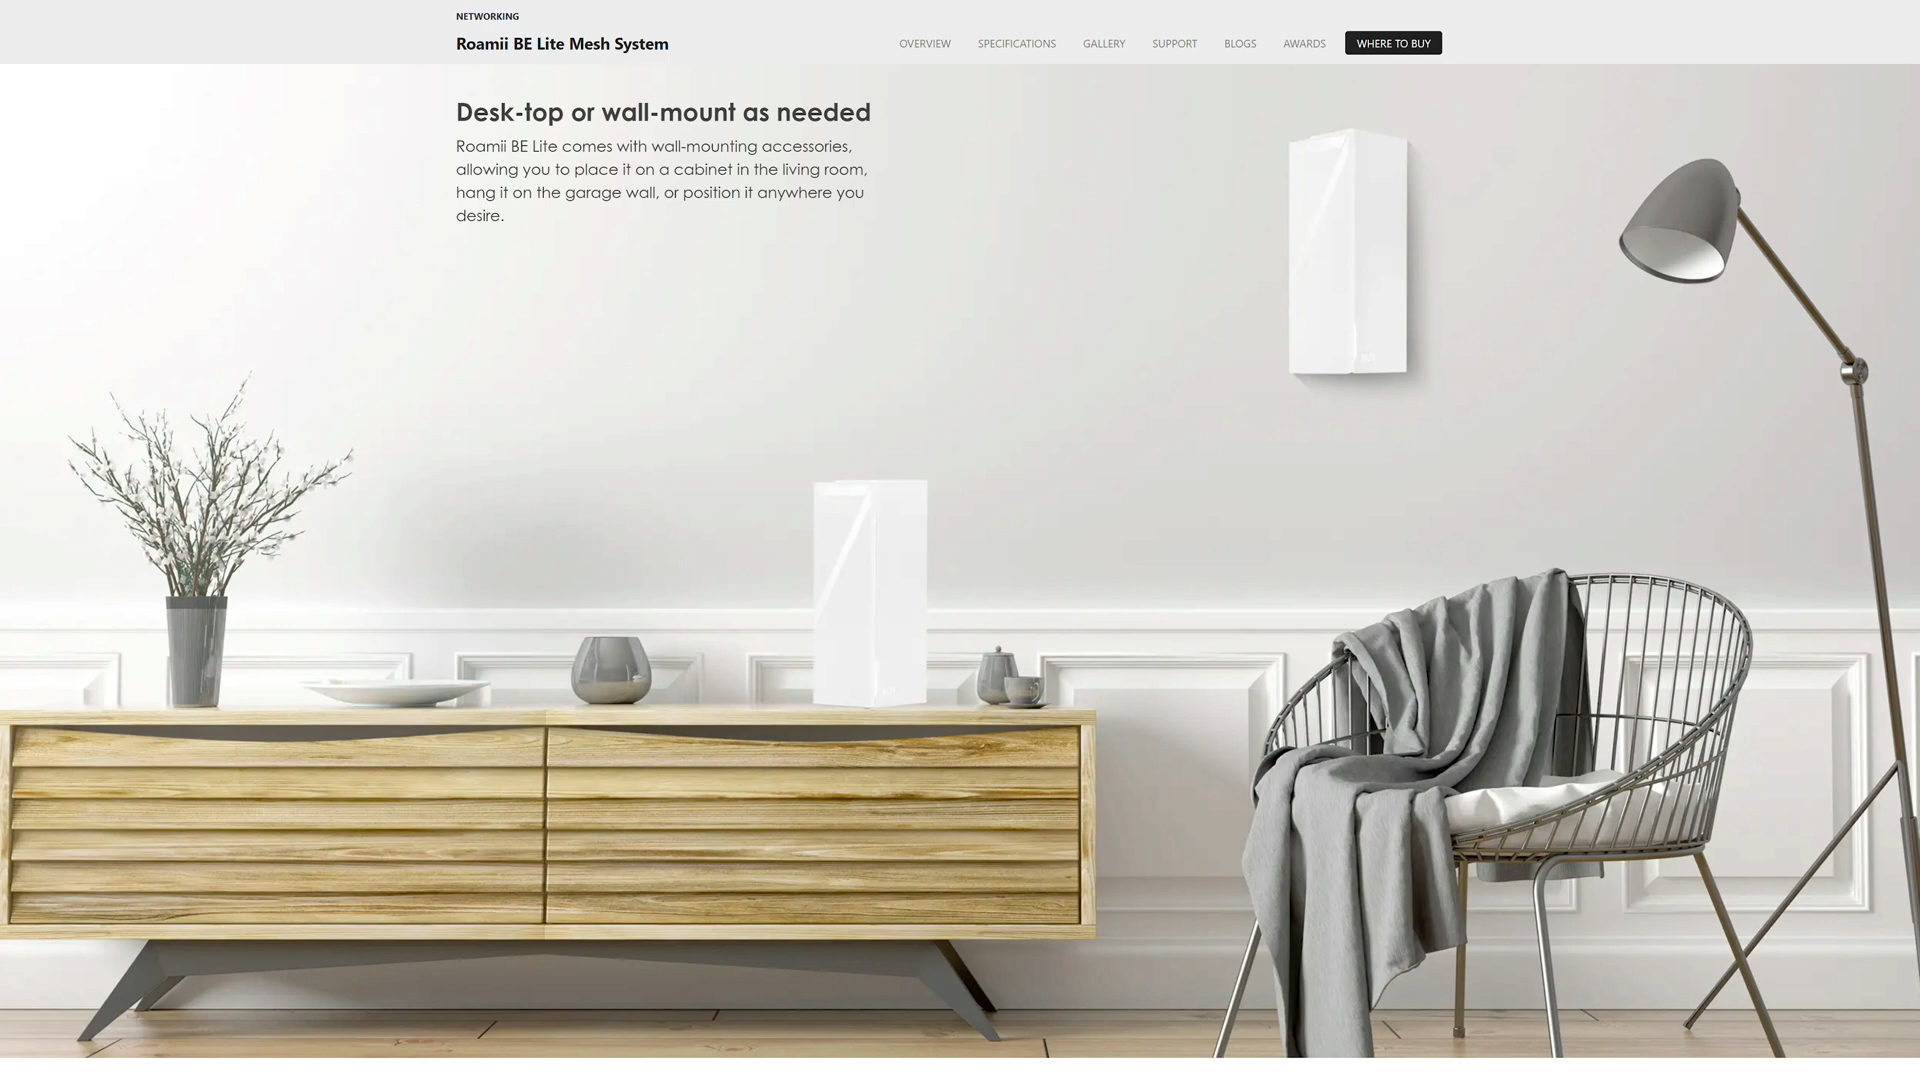 NETWORKING
Roamii BE Lite Mesh System
OVERVIEW
SPECIFICATIONS
GALLERY
SUPPORT
BLOGS
AWARDS
WHERE TO BUY
Desk-top or wall-mount as needed
Roamii BE Lite comes with wall-mounting accessories,
allowing you to place it on a cabinet in the living room,
hang it on the garage wall, or position it anywhere you
desire.